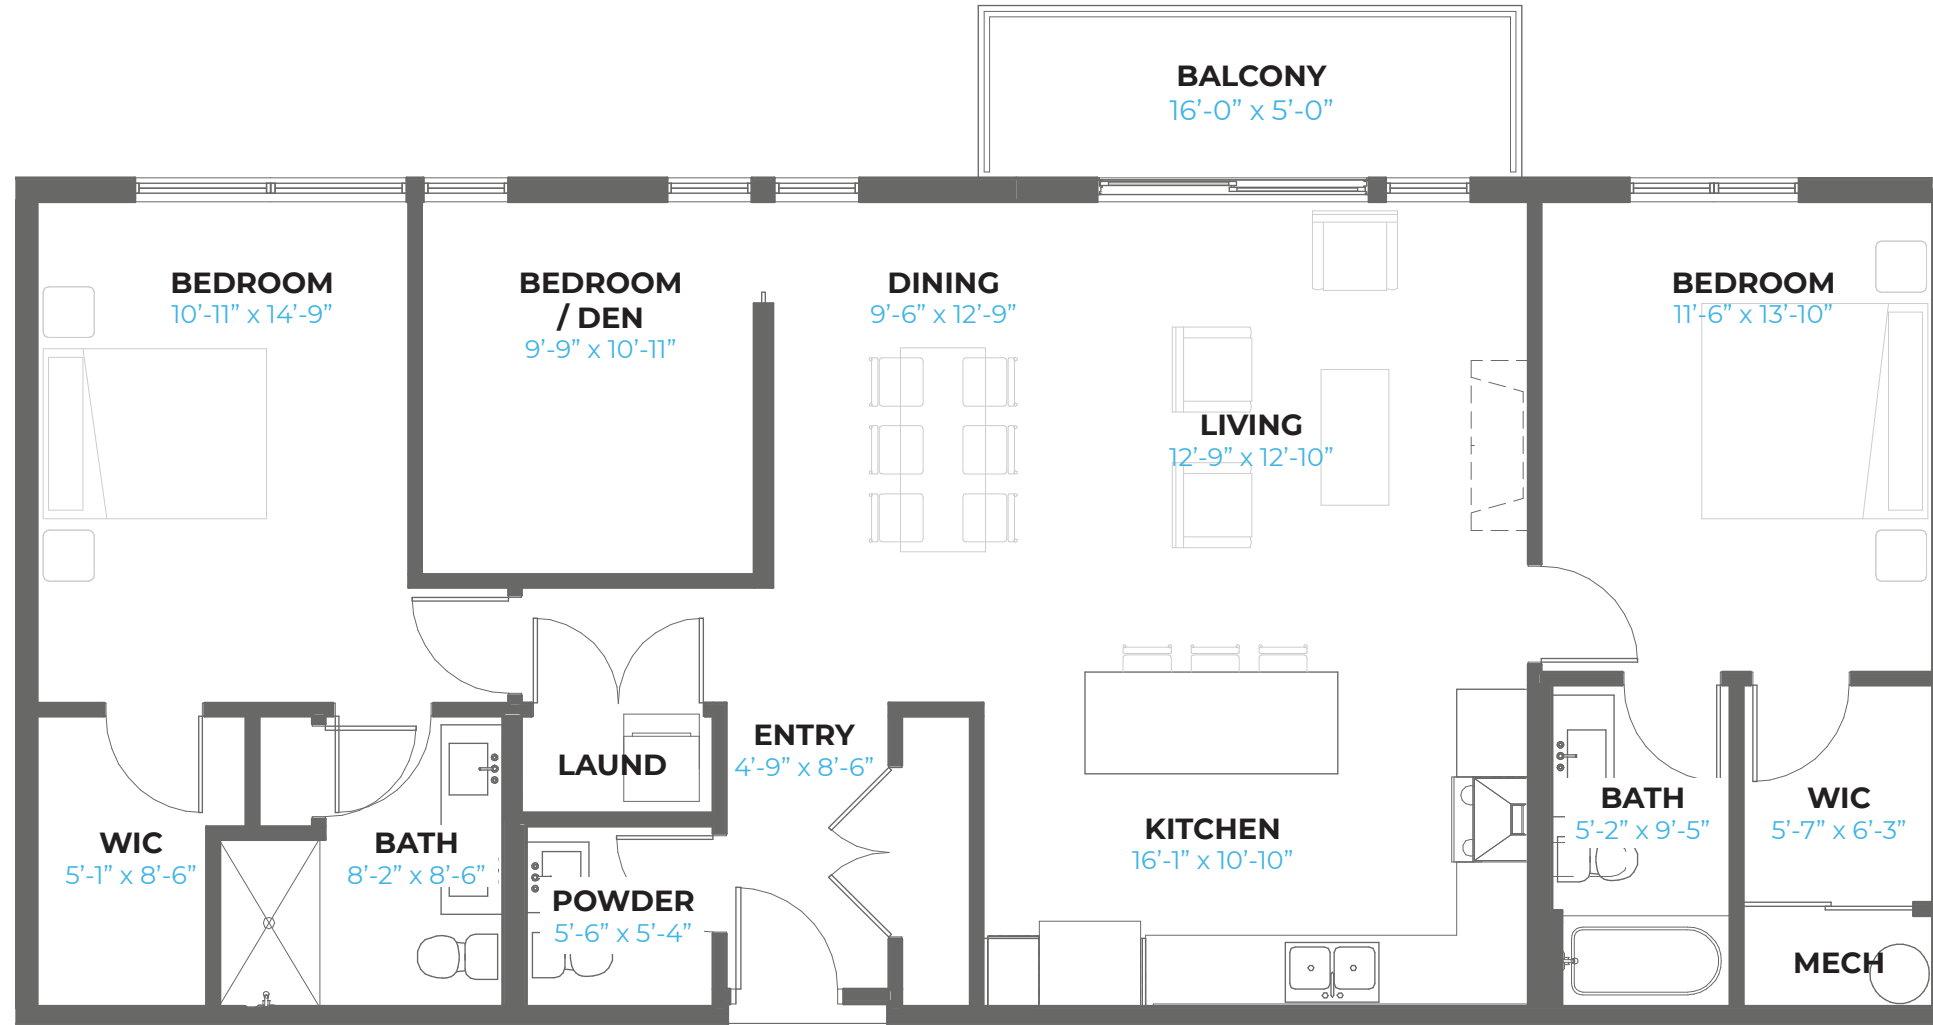 BALCONY
16’-0” x 5’-0”
BEDROOM
10’-11” x 14’-9”
BEDROOM
/ DEN
9’-9” x 10’-11”
DINING
9’-6” x 12’-9”
BEDROOM
11’-6” x 13’-10”
LIVING
12’-9” x 12’-10”
LAUND
ENTRY
4’-9” x 8’-6”
WIC
5’-1” x 8’-6”
BATH
8’-2” x 8’-6”
KITCHEN
16’-1” x 10’-10”
BATH
5’-2” x 9’-5”
WIC
5’-7” x 6’-3”
POWDER
5’-6” x 5’-4”
MECH